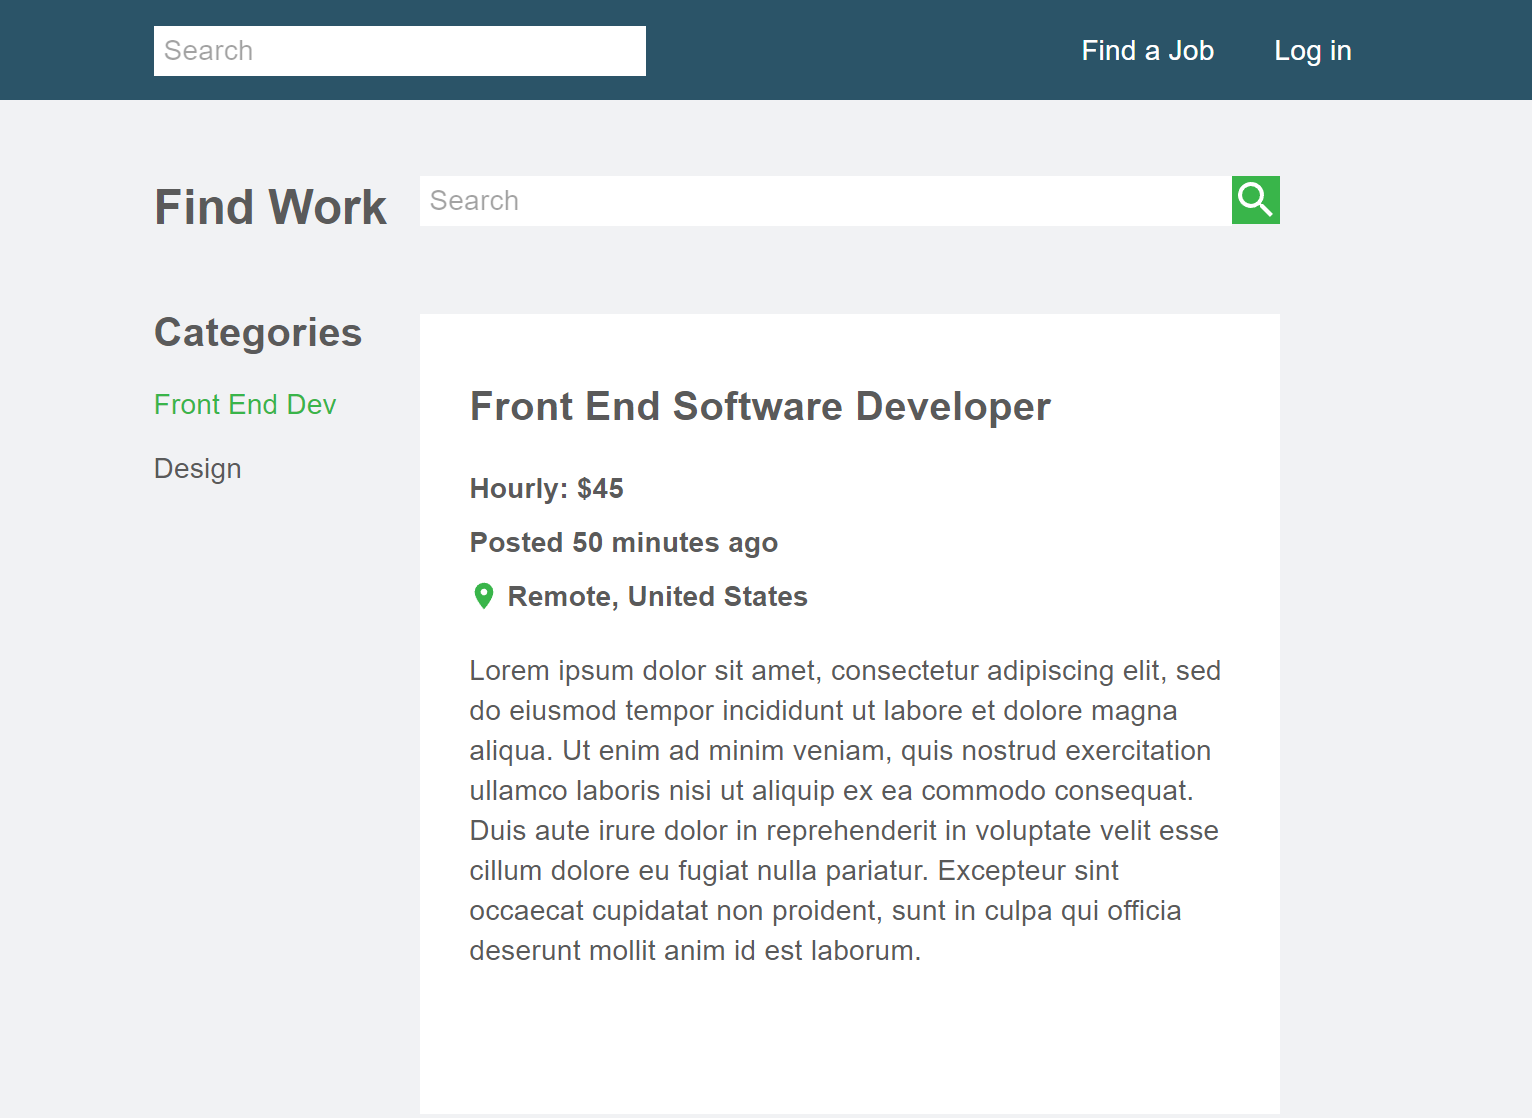 Search
Find a Job
Log in
Find Work
Search
Categories
Front End Dev
Design
Front End Software Developer
Hourly: $45
Posted 50 minutes ago
Remote, United States
Lorem ipsum dolor sit amet, consectetur adipiscing elit, sed
do eiusmod tempor incididunt ut labore et dolore magna
aliqua. Ut enim ad minim veniam, quis nostrud exercitation
ullamco laboris nisi ut aliquip ex ea commodo consequat.
Duis aute irure dolor in reprehenderit in voluptate velit esse
cillum dolore eu fugiat nulla pariatur. Excepteur sint
occaecat cupidatat non proident, sunt in culpa qui officia
deserunt mollit anim id est laborum.